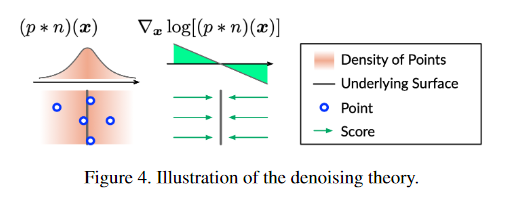 (p ∗ n)(x)
∇ₓ log[(p ∗ n)(x)]
Density of Points
Underlying Surface
Point
Score
Figure 4. Illustration of the denoising theory.